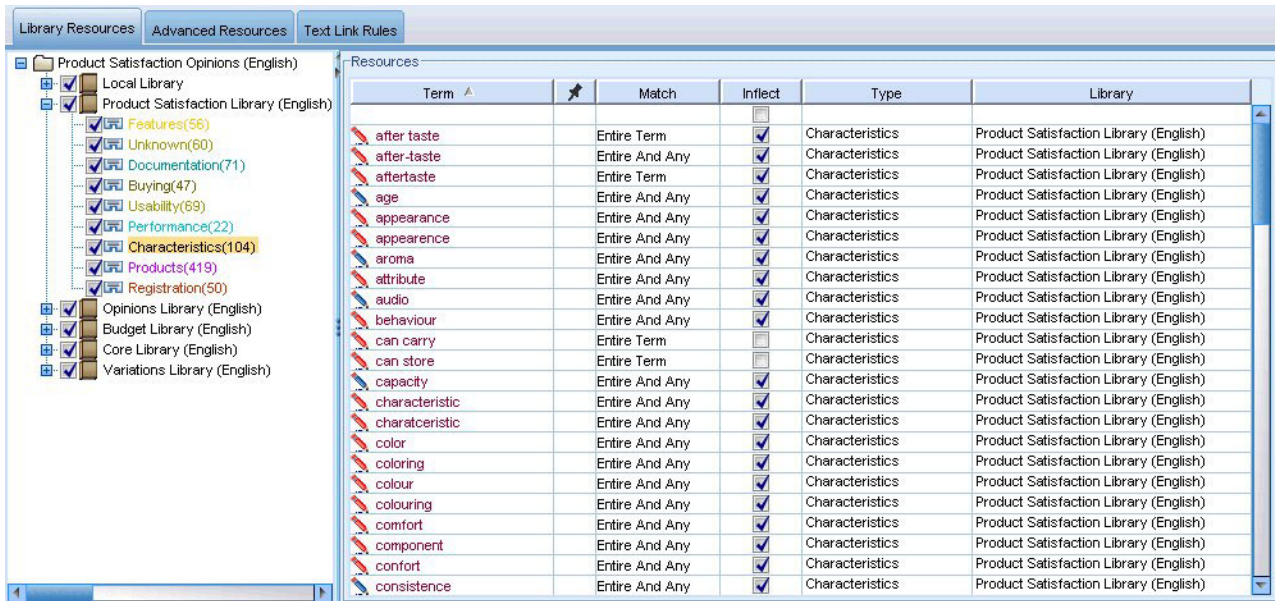 Library Resources Advanced Resources Text Link Rules
Product Satisfaction Opinions (English)
Local Library
Product Satisfaction Library (English)
Features(56)
Unknown(60)
Documentation(71)
Buying(47)
Usability(69)
Performance(22)
Characteristics(104)
Products(419)
Registration(50)
Opinions Library (English)
Budget Library (English)
Core Library (English)
Variations Library (English)
Resources
Term Match Inflect Type Library
after taste Entire Term Characteristics Product Satisfaction Library (English)
after-taste Entire And Any Characteristics Product Satisfaction Library (English)
aftertaste Entire Term Characteristics Product Satisfaction Library (English)
age Entire And Any Characteristics Product Satisfaction Library (English)
appearance Entire And Any Characteristics Product Satisfaction Library (English)
appearence Entire And Any Characteristics Product Satisfaction Library (English)
aroma Entire And Any Characteristics Product Satisfaction Library (English)
attribute Entire And Any Characteristics Product Satisfaction Library (English)
audio Entire And Any Characteristics Product Satisfaction Library (English)
behaviour Entire And Any Characteristics Product Satisfaction Library (English)
can carry Entire Term Characteristics Product Satisfaction Library (English)
can store Entire Term Characteristics Product Satisfaction Library (English)
capacity Entire And Any Characteristics Product Satisfaction Library (English)
characteristic Entire And Any Characteristics Product Satisfaction Library (English)
charatceristic Entire And Any Characteristics Product Satisfaction Library (English)
color Entire And Any Characteristics Product Satisfaction Library (English)
coloring Entire And Any Characteristics Product Satisfaction Library (English)
colour Entire And Any Characteristics Product Satisfaction Library (English)
colouring Entire And Any Characteristics Product Satisfaction Library (English)
comfort Entire And Any Characteristics Product Satisfaction Library (English)
component Entire And Any Characteristics Product Satisfaction Library (English)
confort Entire And Any Characteristics Product Satisfaction Library (English)
consistence Entire And Any Characteristics Product Satisfaction Library (English)